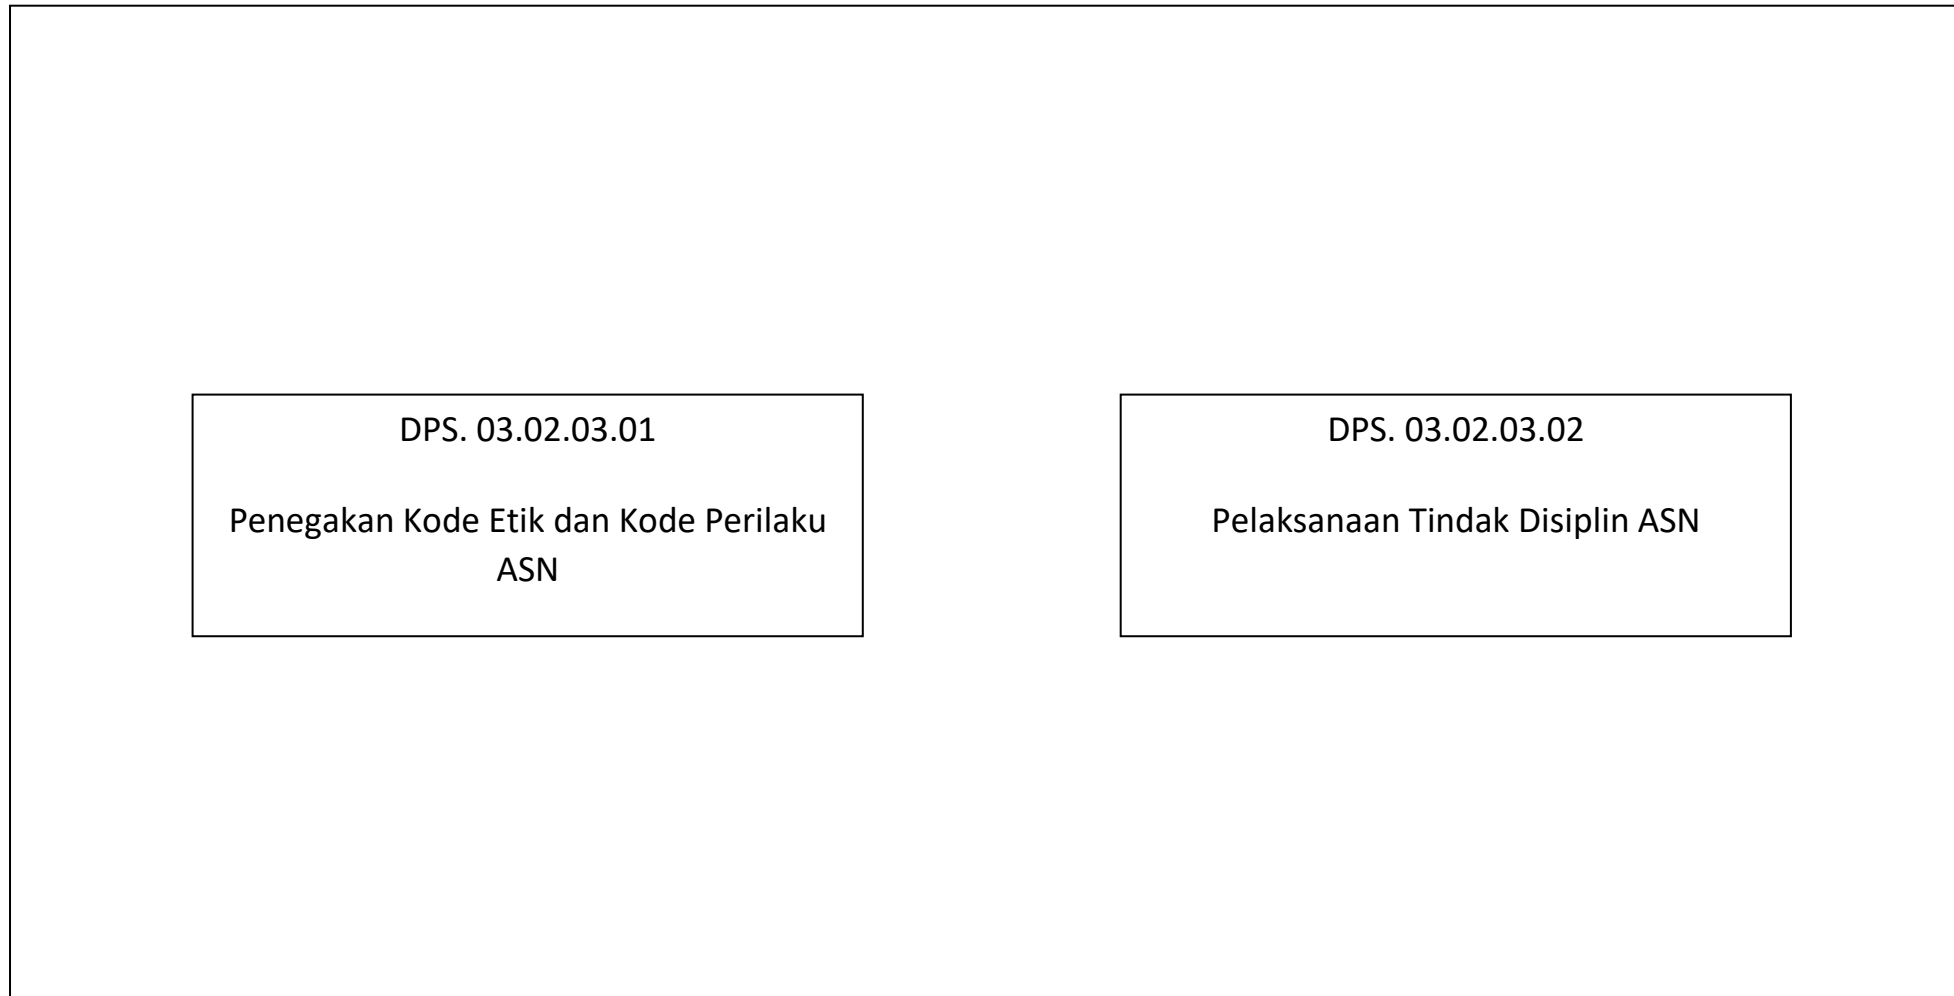 DPS. 03.02.03.01
Penegakan Kode Etik dan Kode Perilaku
ASN
DPS. 03.02.03.02
Pelaksanaan Tindak Disiplin ASN